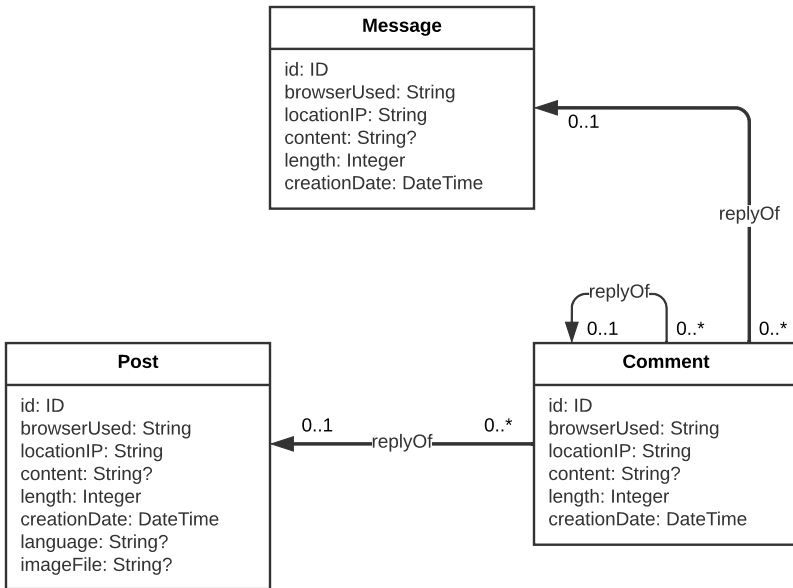 Message
id: ID
browserUsed: String
locationIP: String
content: String?
length: Integer
creationDate: DateTime
0..1
replyOf
replyOf
0..1
0..*
0..*
Post
id: ID
browserUsed: String
locationIP: String
content: String?
length: Integer
creationDate: DateTime
language: String?
imageFile: String?
0..1
replyOf
0..*
Comment
id: ID
browserUsed: String
locationIP: String
content: String?
length: Integer
creationDate: DateTime